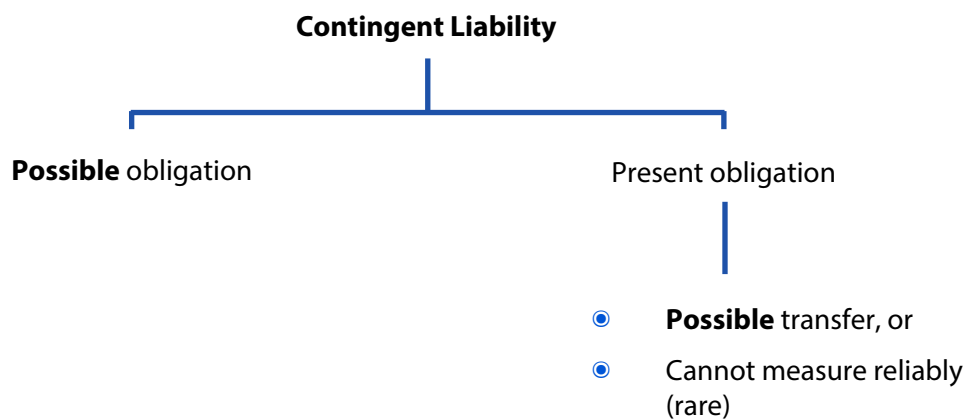 Contingent Liability
Possible obligation
Present obligation
Possible transfer, or
Cannot measure reliably
(rare)